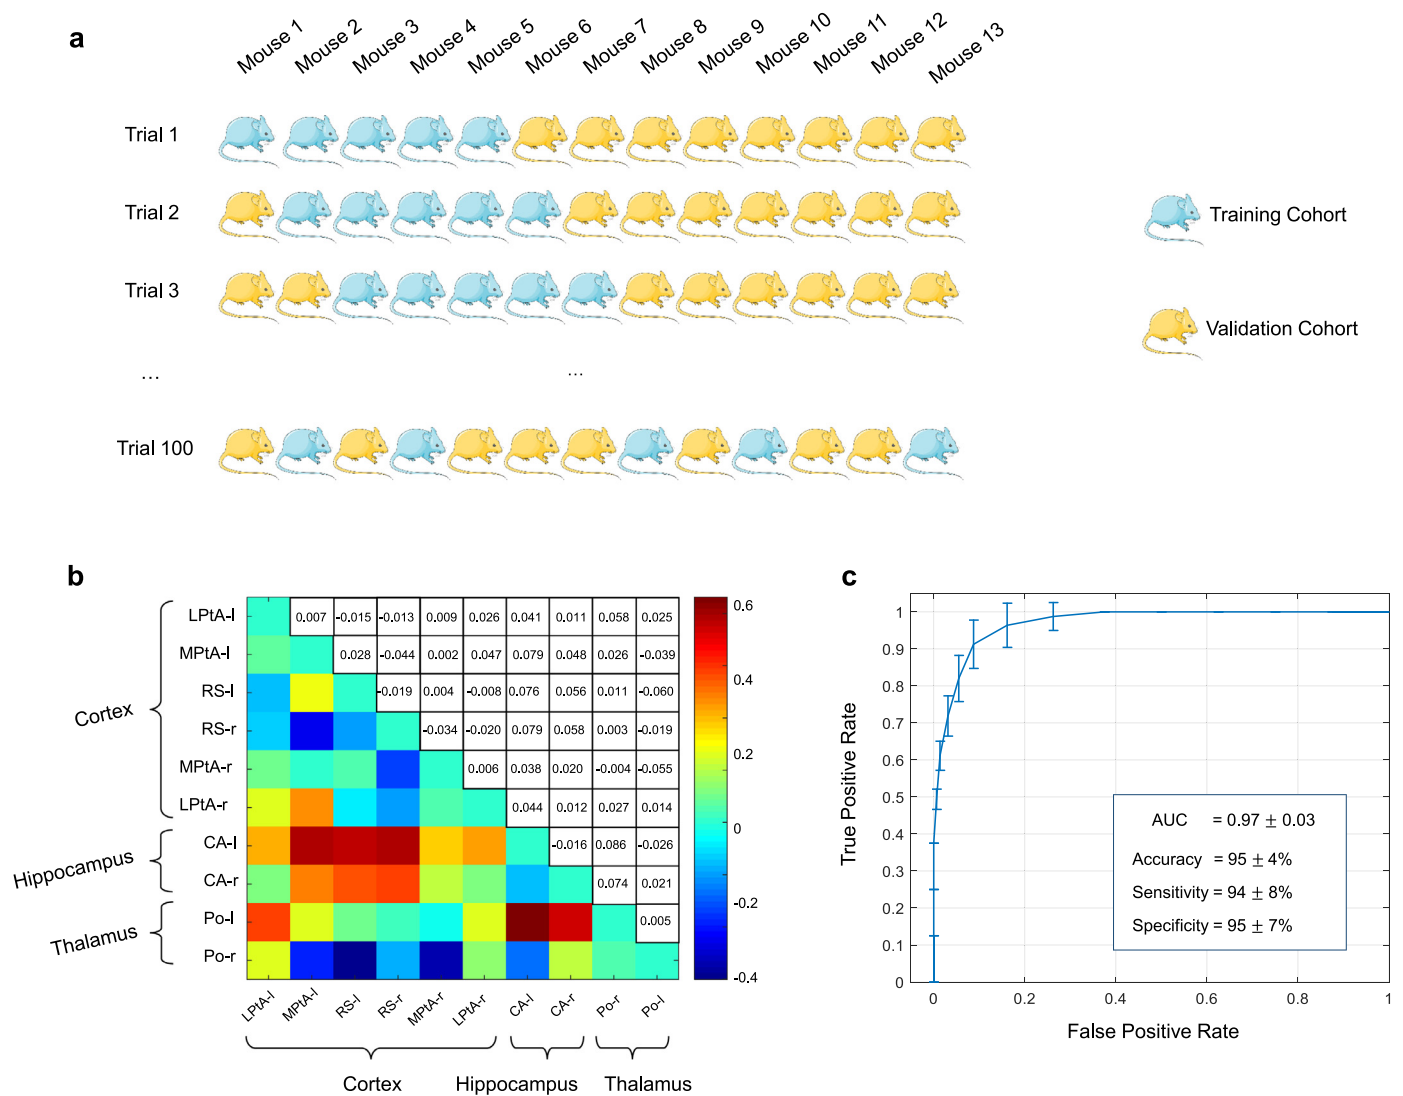 a
Mouse 1 Mouse 2 Mouse 3 Mouse 4 Mouse 5 Mouse 6 Mouse 7 Mouse 8 Mouse 9 Mouse 10 Mouse 11 Mouse 12 Mouse 13
Trial 1
Trial 2
Trial 3
... ...
Trial 100
Training Cohort
Validation Cohort
b
LPtA-l 0.007 -0.015 -0.013 0.009 0.026 0.041 0.011 0.058 0.025
MPtA-l 0.028 -0.044 0.002 0.047 0.079 0.048 0.026 -0.039
RS-l -0.019 0.004 -0.008 0.076 0.056 0.011 -0.060
RS-r -0.034 -0.020 0.079 0.058 0.003 -0.019
MPtA-r 0.006 0.038 0.020 -0.004 -0.055
LPtA-r 0.044 0.012 0.027 0.014
CA-l -0.016 0.086 -0.026
CA-r 0.074 0.021
Po-l 0.005
Po-r
Cortex
Hippocampus
Thalamus
LPtA-l MPtA-l RS-l RS-r MPtA-r LPtA-r CA-l CA-r Po-r Po-l
Cortex Hippocampus Thalamus
0.6
0.4
0.2
0
-0.2
-0.4
c
True Positive Rate
1
0.9
0.8
0.7
0.6
0.5
0.4
0.3
0.2
0.1
0
0 0.2 0.4 0.6 0.8 1
False Positive Rate
AUC = 0.97 ± 0.03
Accuracy = 95 ± 4%
Sensitivity = 94 ± 8%
Specificity = 95 ± 7%